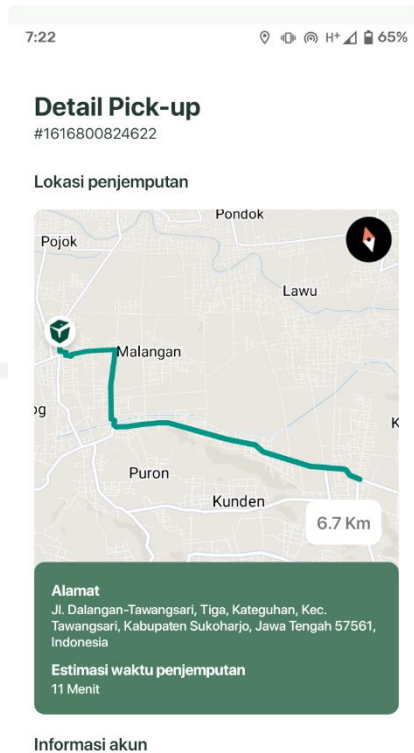 7:22
H+ 65%
Detail Pick-up
#1616800824622
Lokasi penjemputan
Pondok
Pojok
Lawu
Malangan
og
K
Puron
Kunden
6.7 Km
Alamat
Jl. Dalangan-Tawangsari, Tiga, Kateguhan, Kec.
Tawangsari, Kabupaten Sukoharjo, Jawa Tengah 57561,
Indonesia
Estimasi waktu penjemputan
11 Menit
Informasi akun